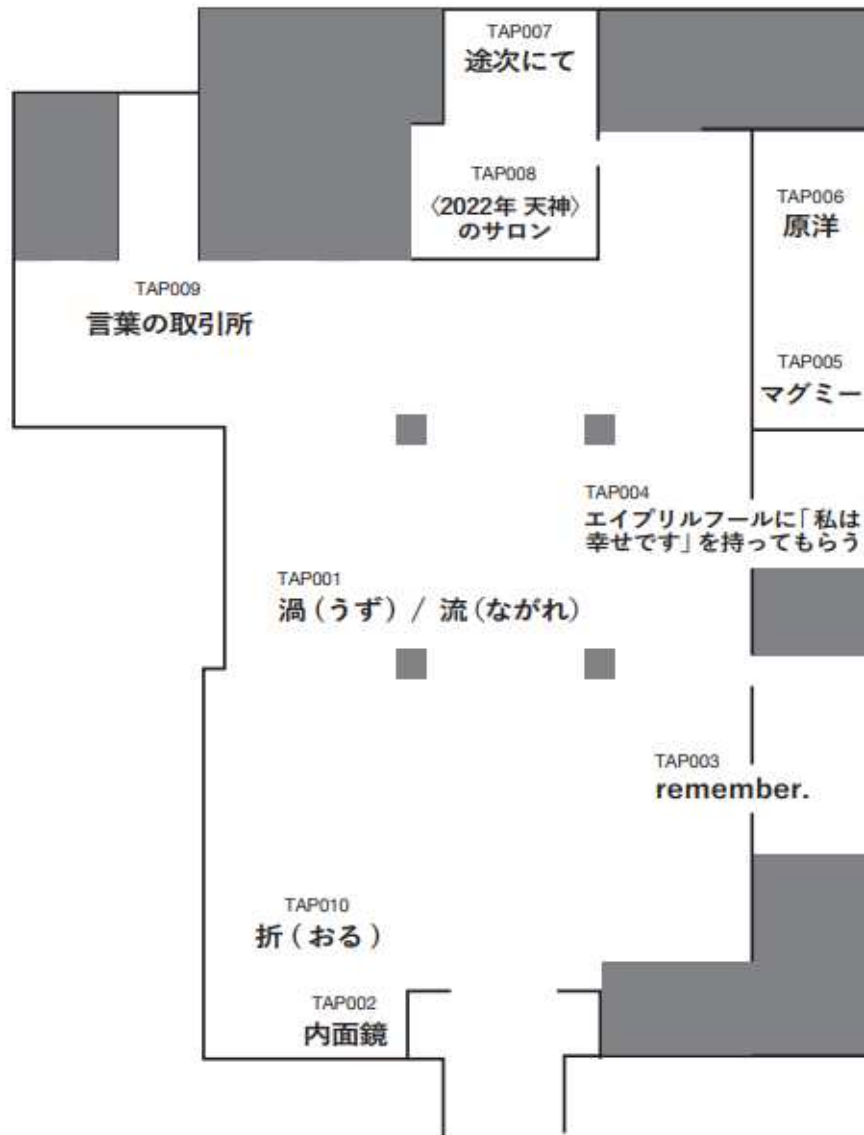 TAP007
途次にて
TAP008
〈2022年 天神〉
のサロン
TAP006
原洋
TAP009
言葉の取引所
TAP005
マグミー
TAP004
エイプリルフールに「私は
幸せです」を持ってもらう
TAP001
渦（うず）/ 流（ながれ）
TAP003
remember.
TAP010
折（おる）
TAP002
内面鏡